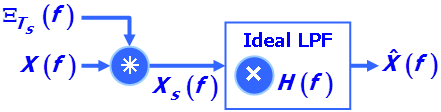 Ξ_{T_s}(f)
X(f)
*
X_s(f)
Ideal LPF
× H(f)
X̂(f)